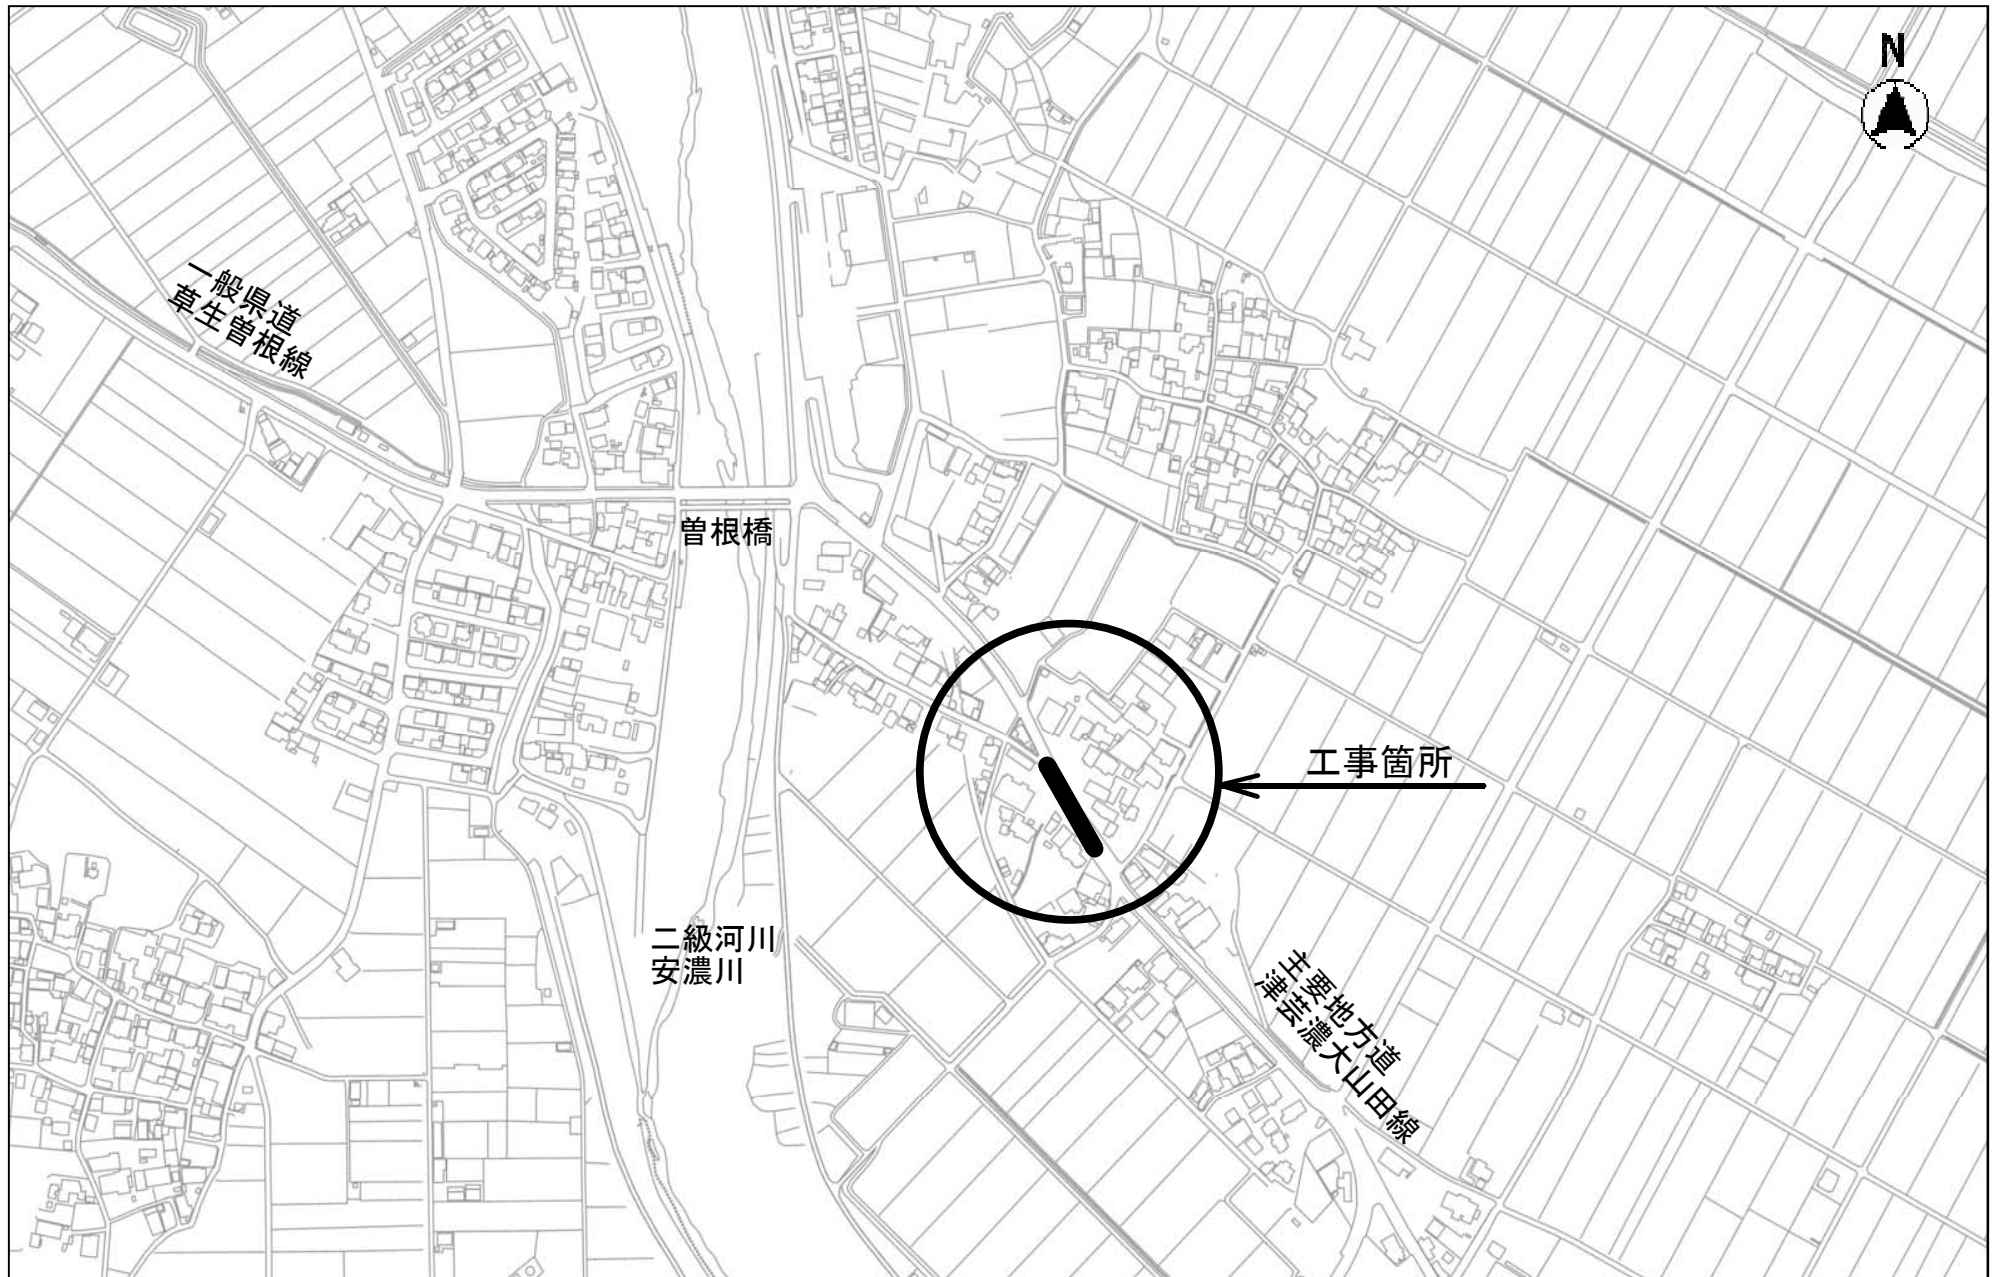 N
一般県道
草生曽根線
曽根橋
工事箇所
二級河川
安濃川
主要地方道
津芸濃大山田線